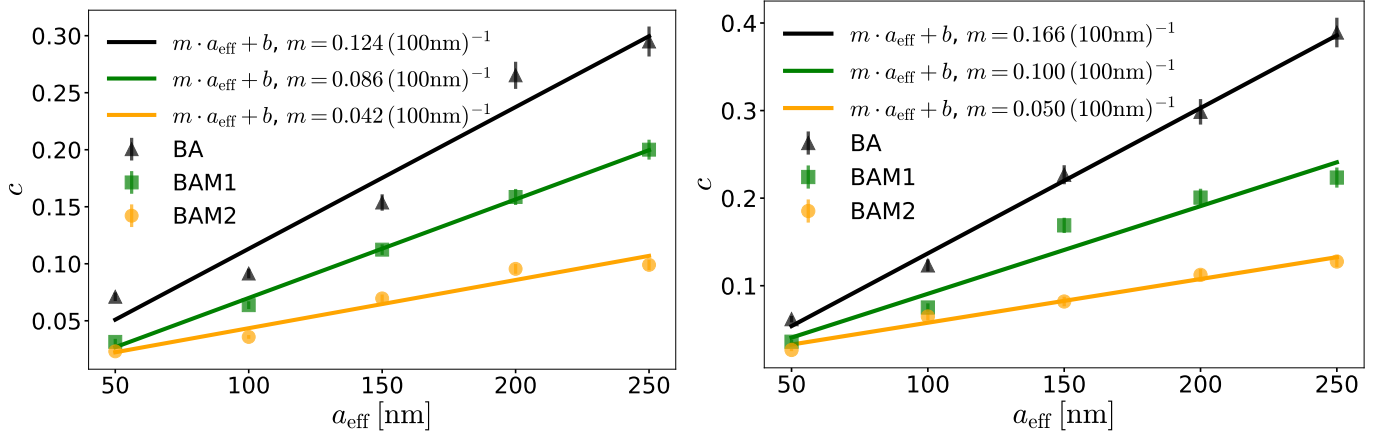 0.30
0.25
0.20
0.15
0.10
0.05
c
m · a_eff + b, m = 0.124 (100nm)^−1
m · a_eff + b, m = 0.086 (100nm)^−1
m · a_eff + b, m = 0.042 (100nm)^−1
BA
BAM1
BAM2
50 100 150 200 250
a_eff [nm]
0.4
0.3
0.2
0.1
c
m · a_eff + b, m = 0.166 (100nm)^−1
m · a_eff + b, m = 0.100 (100nm)^−1
m · a_eff + b, m = 0.050 (100nm)^−1
BA
BAM1
BAM2
50 100 150 200 250
a_eff [nm]